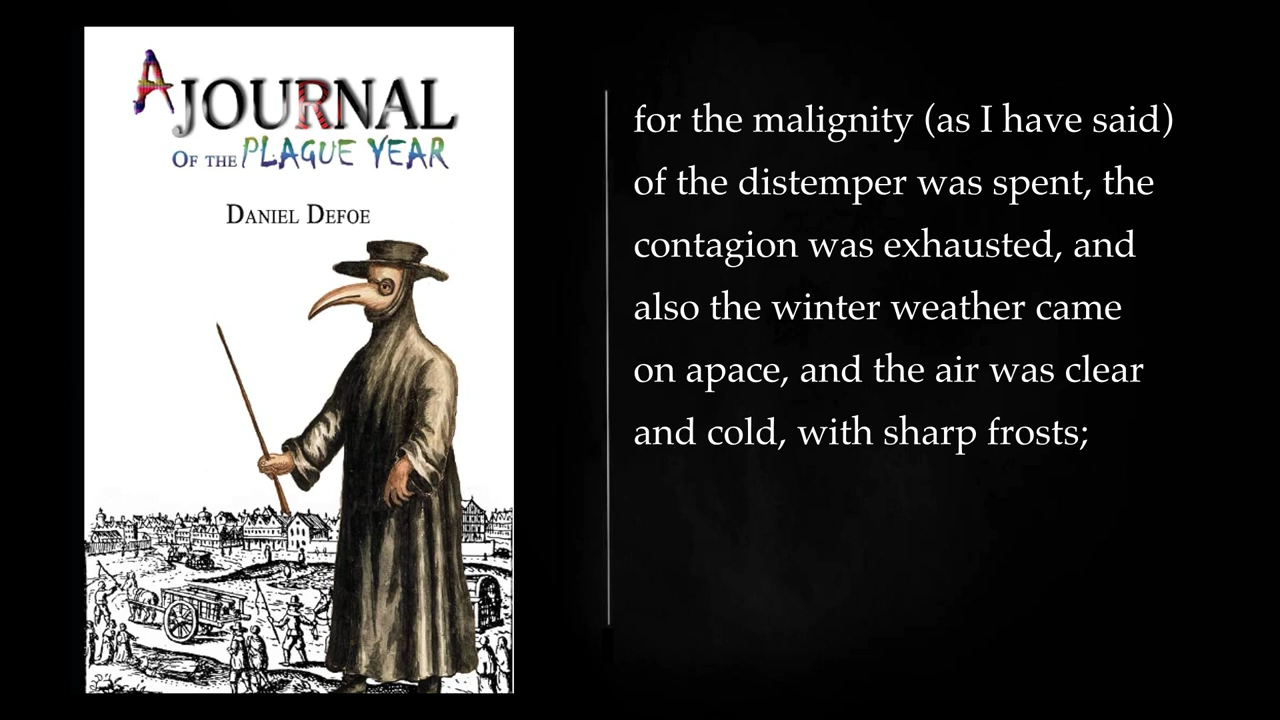 A JOURNAL
OF THE PLAGUE YEAR
DANIEL DEFOE
for the malignity (as I have said)
of the distemper was spent, the
contagion was exhausted, and
also the winter weather came
on apace, and the air was clear
and cold, with sharp frosts;